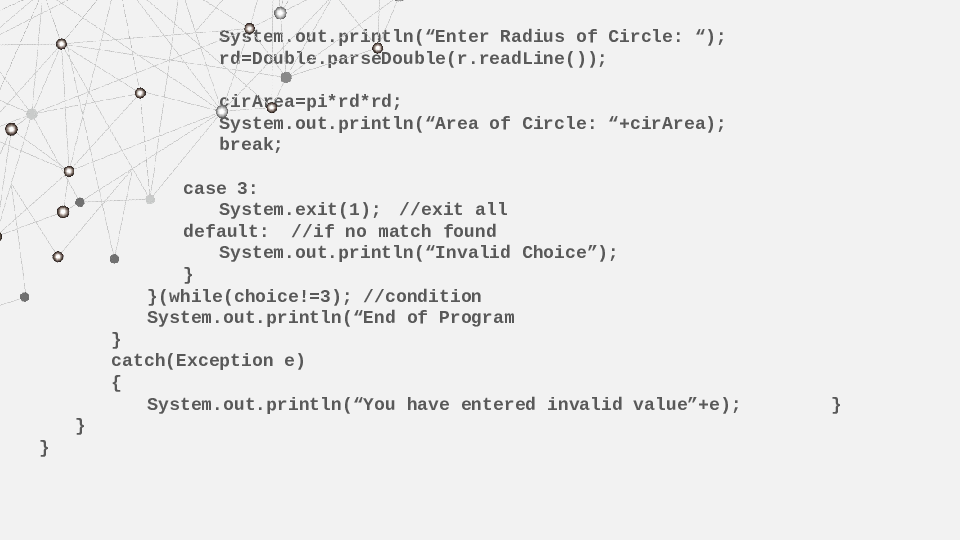 System.out.println(“Enter Radius of Circle: “);
rd=Double.parseDouble(r.readLine());
cirArea=pi*rd*rd;
System.out.println(“Area of Circle: “+cirArea);
break;
case 3:
System.exit(1);  //exit all
default:  //if no match found
System.out.println(“Invalid Choice”);
}
}(while(choice!=3); //condition
System.out.println(“End of Program
}
catch(Exception e)
{
System.out.println(“You have entered invalid value”+e); }
}
}